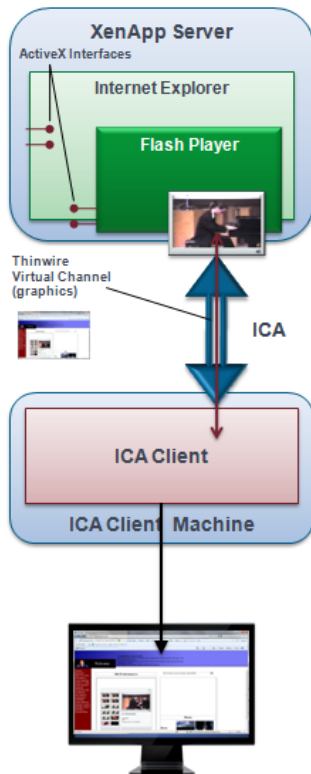 XenApp Server
ActiveX Interfaces
Internet Explorer
Flash Player
Thinwire
Virtual Channel
(graphics)
ICA
ICA Client
ICA Client Machine